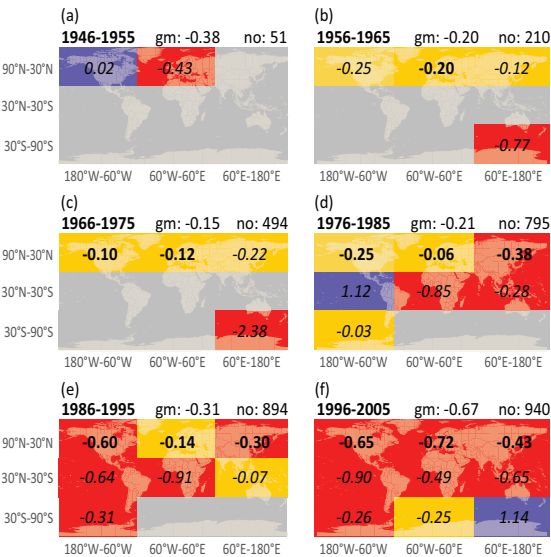 (a) (b)
1946-1955 gm: -0.38 no: 51 1956-1965 gm: -0.20 no: 210
90°N-30°N 0.02 -0.43 -0.25 -0.20 -0.12
30°N-30°S
30°S-90°S -0.77
180°W-60°W 60°W-60°E 60°E-180°E 180°W-60°W 60°W-60°E 60°E-180°E
(c) (d)
1966-1975 gm: -0.15 no: 494 1976-1985 gm: -0.21 no: 795
90°N-30°N -0.10 -0.12 -0.22 -0.25 -0.06 -0.38
30°N-30°S 1.12 -0.85 -0.28
30°S-90°S -2.38 -0.03
180°W-60°W 60°W-60°E 60°E-180°E 180°W-60°W 60°W-60°E 60°E-180°E
(e) (f)
1986-1995 gm: -0.31 no: 894 1996-2005 gm: -0.67 no: 940
90°N-30°N -0.60 -0.14 -0.30 -0.65 -0.72 -0.43
30°N-30°S -0.64 -0.91 -0.07 -0.90 -0.49 -0.65
30°S-90°S -0.31 -0.26 -0.25 1.14
180°W-60°W 60°W-60°E 60°E-180°E 180°W-60°W 60°W-60°E 60°E-180°E